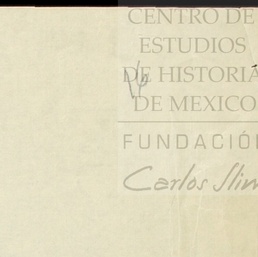 CENTRO DE
ESTUDIOS
DE HISTORIA
DE MEXICO
FUNDACIÓN
Carlos Slim